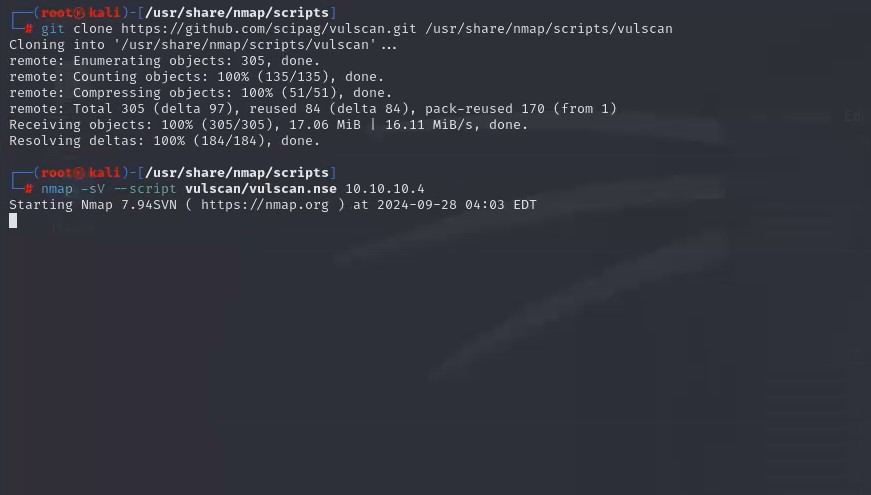 ┌──(root㉿kali)-[/usr/share/nmap/scripts]
└─# git clone https://github.com/scipag/vulscan.git /usr/share/nmap/scripts/vulscan
Cloning into '/usr/share/nmap/scripts/vulscan'...
remote: Enumerating objects: 305, done.
remote: Counting objects: 100% (135/135), done.
remote: Compressing objects: 100% (51/51), done.
remote: Total 305 (delta 97), reused 84 (delta 84), pack-reused 170 (from 1)
Receiving objects: 100% (305/305), 17.06 MiB | 16.11 MiB/s, done.
Resolving deltas: 100% (184/184), done.
┌──(root㉿kali)-[/usr/share/nmap/scripts]
└─# nmap -sV --script vulscan/vulscan.nse 10.10.10.4
Starting Nmap 7.94SVN ( https://nmap.org ) at 2024-09-28 04:03 EDT